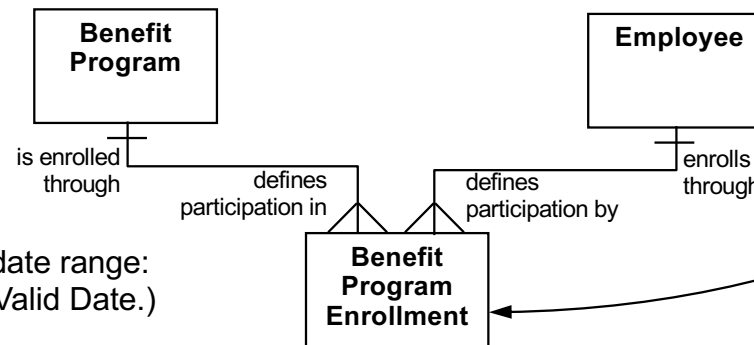 Benefit
Program
Employee
is enrolled
through
enrolls
through
defines
participation in
defines
participation by
date range:
Valid Date.)
Benefit
Program
Enrollment